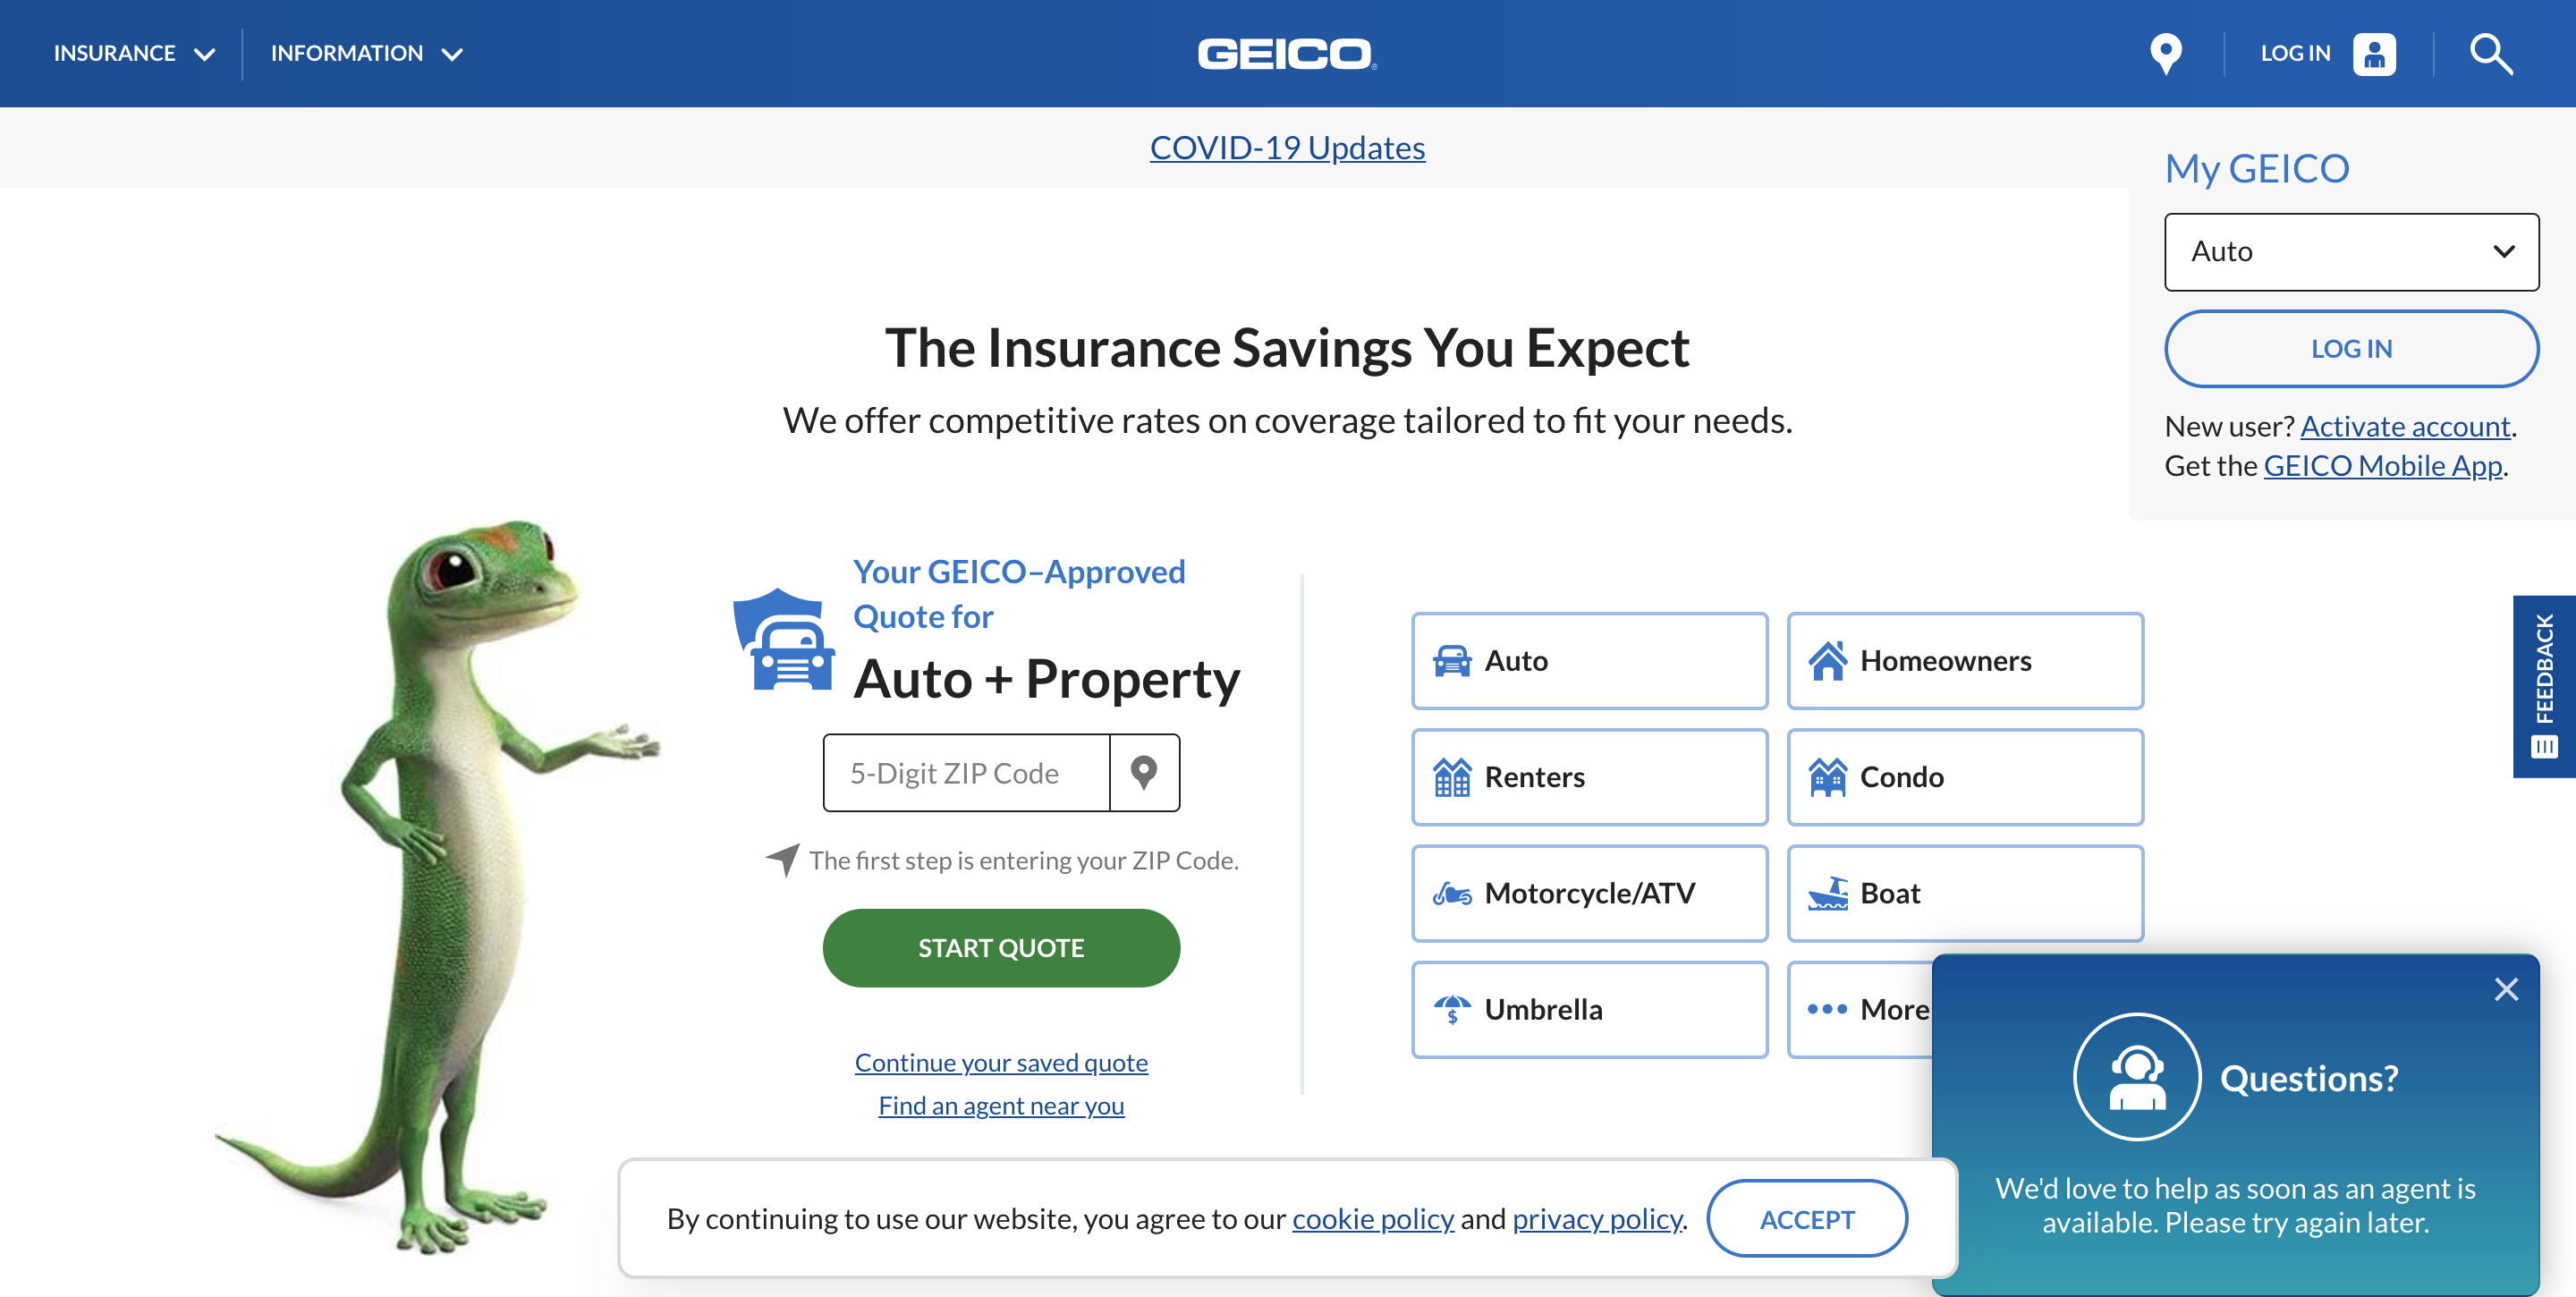 INSURANCE
INFORMATION
GEICO
LOG IN
COVID-19 Updates
My GEICO
Auto
LOG IN
New user? Activate account.
Get the GEICO Mobile App.
The Insurance Savings You Expect
We offer competitive rates on coverage tailored to fit your needs.
Your GEICO–Approved
Quote for
Auto + Property
5-Digit ZIP Code
The first step is entering your ZIP Code.
START QUOTE
Continue your saved quote
Find an agent near you
Auto
Homeowners
Renters
Condo
Motorcycle/ATV
Boat
Umbrella
More
FEEDBACK
Questions?
We'd love to help as soon as an agent is
available. Please try again later.
By continuing to use our website, you agree to our cookie policy and privacy policy.
ACCEPT